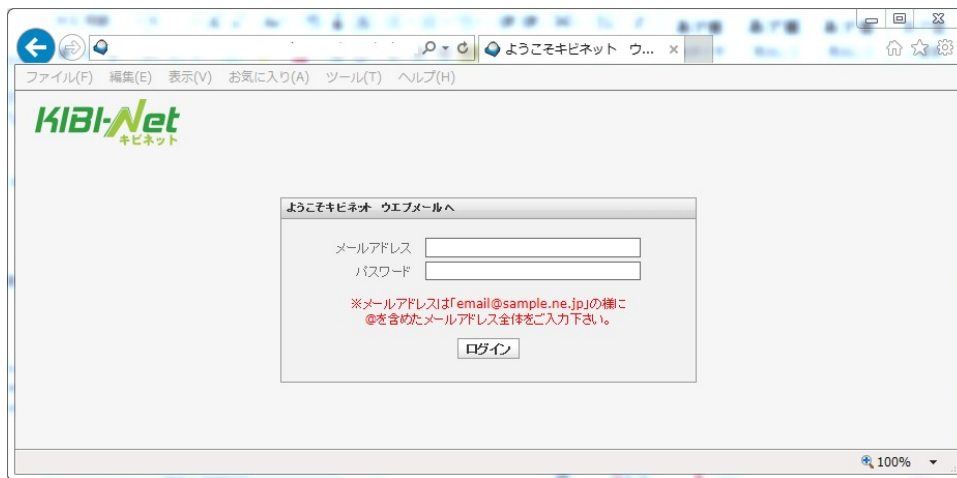 ようこそキビネット ウ...
ファイル(F) 編集(E) 表示(V) お気に入り(A) ツール(T) ヘルプ(H)
KIBI-Net
キビネット
ようこそキビネット ウエブメールへ
メールアドレス
パスワード
※メールアドレスは「email@sample.ne.jp」の様に
@を含めたメールアドレス全体をご入力下さい。
ログイン
100%